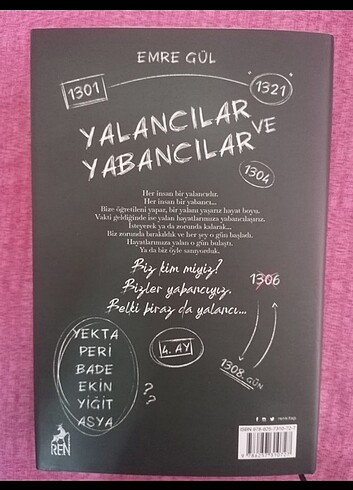 EMRE GÜL
1301
1321
YALANCILAR VE
YABANCILAR
1304
Her insan bir yalancıdır.
Her insan bir yabancı...
Bize öğretileni yapar, bir yalanı yaşarız hayat boyu.
Vakti geldiğinde ise yalan hayatlarımıza yabancılaşırız.
İsteyerek ya da zorunda kalarak...
Biz zorunda bırakıldık ve her şey o gün başladı.
Hayatlarımıza yalan o gün bulaştı.
Ya da biz öyle sanıyorduk.
Biz kim miyiz?
Bizler yabancıyız.
Belki biraz da yalancı...
1306
4. AY
1308. GÜN
YEKTA
PERİ
BADE
EKİN
YİĞİT
ASYA
?
?
REN